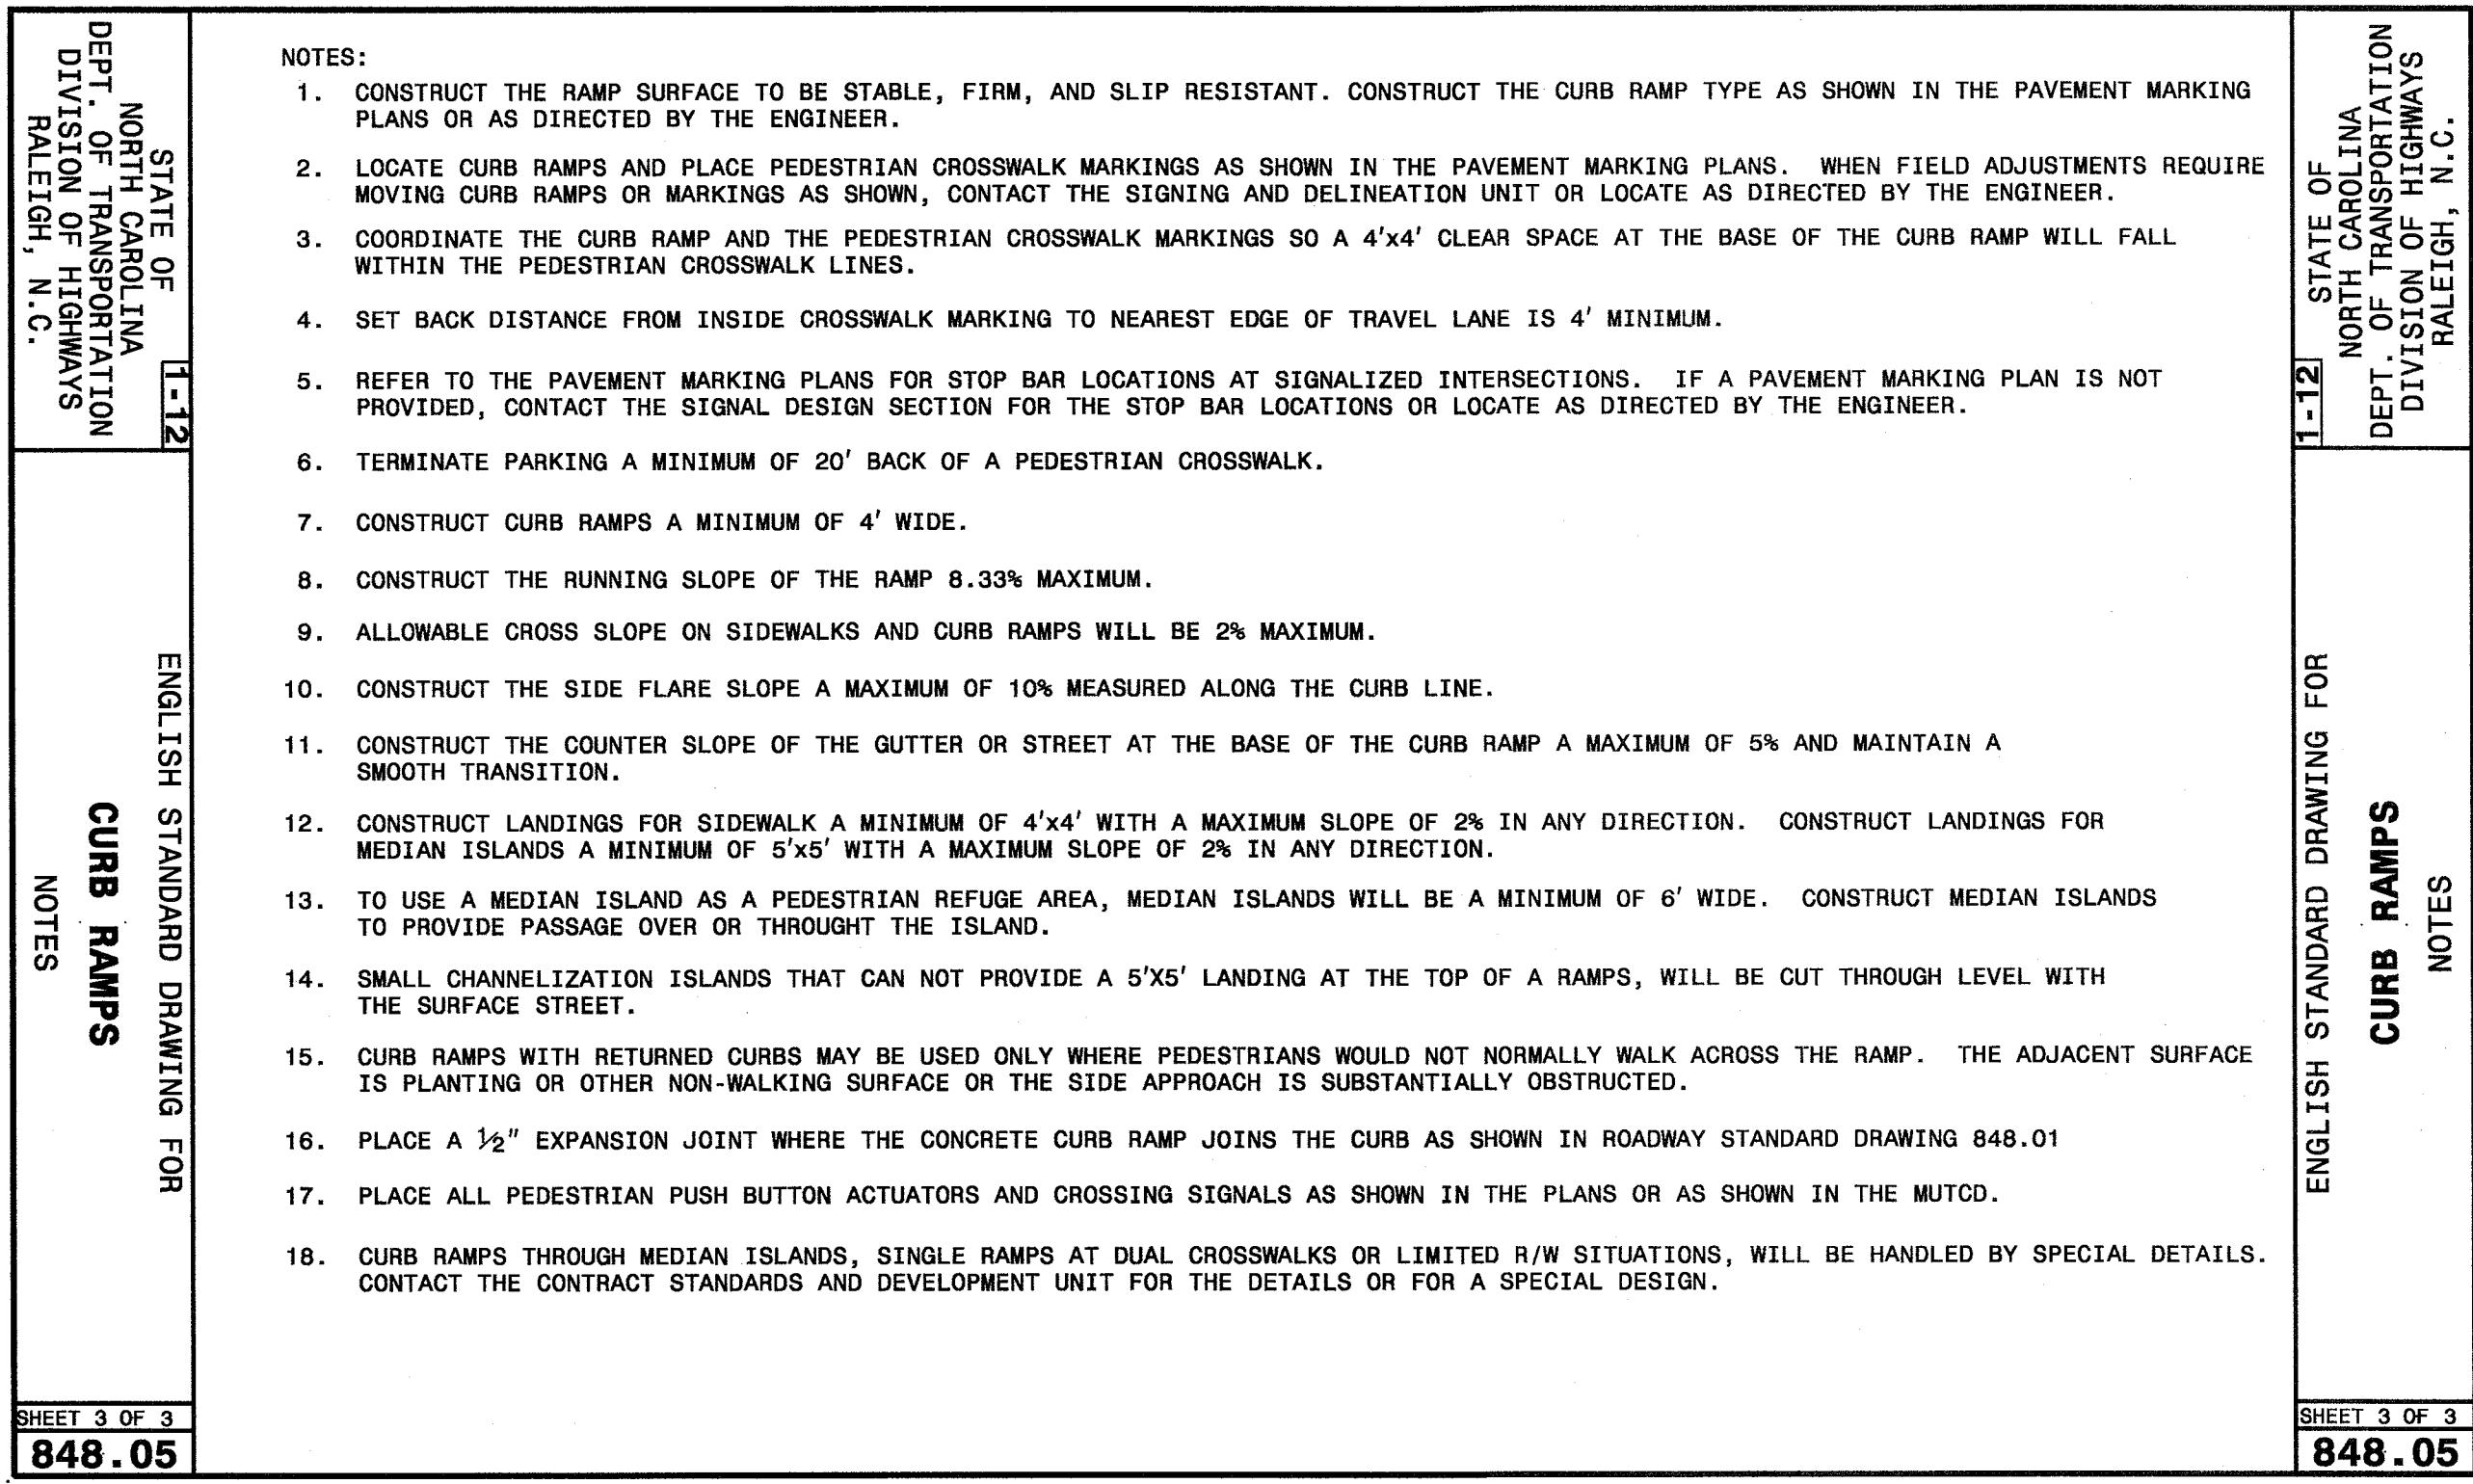 STATE OF
NORTH CAROLINA
DEPT. OF TRANSPORTATION
DIVISION OF HIGHWAYS
RALEIGH, N.C.
1-12
ENGLISH STANDARD DRAWING FOR
CURB RAMPS
NOTES
SHEET 3 OF 3
848.05
NOTES:
1. CONSTRUCT THE RAMP SURFACE TO BE STABLE, FIRM, AND SLIP RESISTANT. CONSTRUCT THE CURB RAMP TYPE AS SHOWN IN THE PAVEMENT MARKING
PLANS OR AS DIRECTED BY THE ENGINEER.
2. LOCATE CURB RAMPS AND PLACE PEDESTRIAN CROSSWALK MARKINGS AS SHOWN IN THE PAVEMENT MARKING PLANS. WHEN FIELD ADJUSTMENTS REQUIRE
MOVING CURB RAMPS OR MARKINGS AS SHOWN, CONTACT THE SIGNING AND DELINEATION UNIT OR LOCATE AS DIRECTED BY THE ENGINEER.
3. COORDINATE THE CURB RAMP AND THE PEDESTRIAN CROSSWALK MARKINGS SO A 4'x4' CLEAR SPACE AT THE BASE OF THE CURB RAMP WILL FALL
WITHIN THE PEDESTRIAN CROSSWALK LINES.
4. SET BACK DISTANCE FROM INSIDE CROSSWALK MARKING TO NEAREST EDGE OF TRAVEL LANE IS 4' MINIMUM.
5. REFER TO THE PAVEMENT MARKING PLANS FOR STOP BAR LOCATIONS AT SIGNALIZED INTERSECTIONS. IF A PAVEMENT MARKING PLAN IS NOT
PROVIDED, CONTACT THE SIGNAL DESIGN SECTION FOR THE STOP BAR LOCATIONS OR LOCATE AS DIRECTED BY THE ENGINEER.
6. TERMINATE PARKING A MINIMUM OF 20' BACK OF A PEDESTRIAN CROSSWALK.
7. CONSTRUCT CURB RAMPS A MINIMUM OF 4' WIDE.
8. CONSTRUCT THE RUNNING SLOPE OF THE RAMP 8.33% MAXIMUM.
9. ALLOWABLE CROSS SLOPE ON SIDEWALKS AND CURB RAMPS WILL BE 2% MAXIMUM.
10. CONSTRUCT THE SIDE FLARE SLOPE A MAXIMUM OF 10% MEASURED ALONG THE CURB LINE.
11. CONSTRUCT THE COUNTER SLOPE OF THE GUTTER OR STREET AT THE BASE OF THE CURB RAMP A MAXIMUM OF 5% AND MAINTAIN A
SMOOTH TRANSITION.
12. CONSTRUCT LANDINGS FOR SIDEWALK A MINIMUM OF 4'x4' WITH A MAXIMUM SLOPE OF 2% IN ANY DIRECTION. CONSTRUCT LANDINGS FOR
MEDIAN ISLANDS A MINIMUM OF 5'x5' WITH A MAXIMUM SLOPE OF 2% IN ANY DIRECTION.
13. TO USE A MEDIAN ISLAND AS A PEDESTRIAN REFUGE AREA, MEDIAN ISLANDS WILL BE A MINIMUM OF 6' WIDE. CONSTRUCT MEDIAN ISLANDS
TO PROVIDE PASSAGE OVER OR THROUGHT THE ISLAND.
14. SMALL CHANNELIZATION ISLANDS THAT CAN NOT PROVIDE A 5'X5' LANDING AT THE TOP OF A RAMPS, WILL BE CUT THROUGH LEVEL WITH
THE SURFACE STREET.
15. CURB RAMPS WITH RETURNED CURBS MAY BE USED ONLY WHERE PEDESTRIANS WOULD NOT NORMALLY WALK ACROSS THE RAMP. THE ADJACENT SURFACE
IS PLANTING OR OTHER NON-WALKING SURFACE OR THE SIDE APPROACH IS SUBSTANTIALLY OBSTRUCTED.
16. PLACE A ½" EXPANSION JOINT WHERE THE CONCRETE CURB RAMP JOINS THE CURB AS SHOWN IN ROADWAY STANDARD DRAWING 848.01
17. PLACE ALL PEDESTRIAN PUSH BUTTON ACTUATORS AND CROSSING SIGNALS AS SHOWN IN THE PLANS OR AS SHOWN IN THE MUTCD.
18. CURB RAMPS THROUGH MEDIAN ISLANDS, SINGLE RAMPS AT DUAL CROSSWALKS OR LIMITED R/W SITUATIONS, WILL BE HANDLED BY SPECIAL DETAILS.
CONTACT THE CONTRACT STANDARDS AND DEVELOPMENT UNIT FOR THE DETAILS OR FOR A SPECIAL DESIGN.
STATE OF
NORTH CAROLINA
DEPT. OF TRANSPORTATION
DIVISION OF HIGHWAYS
RALEIGH, N.C.
1-12
ENGLISH STANDARD DRAWING FOR
CURB RAMPS
NOTES
SHEET 3 OF 3
848.05